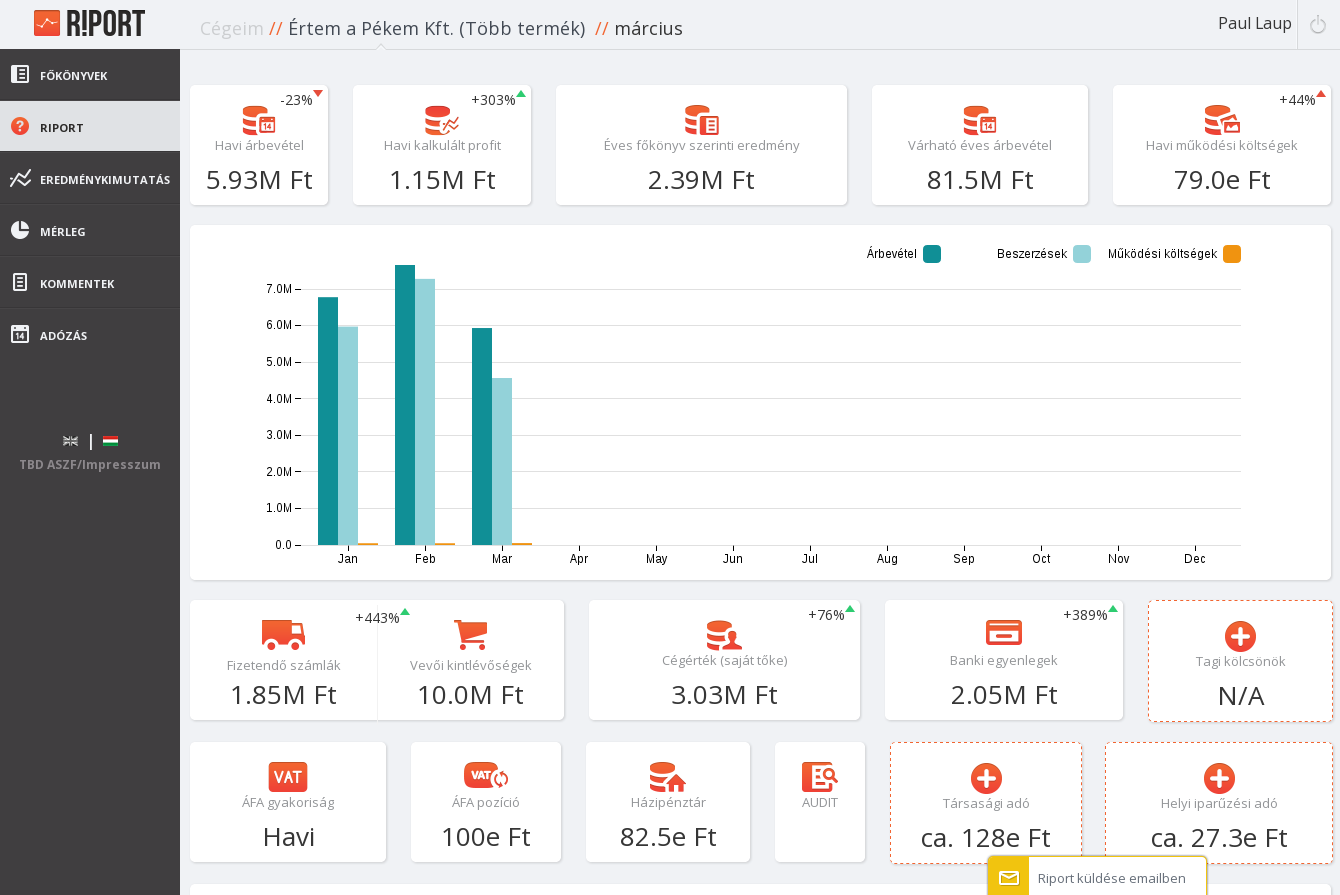 R!PORT
Cégeim // Értem a Pékem Kft. (Több termék) // március
Paul Laup
FŐKÖNYVEK
RIPORT
EREDMÉNYKIMUTATÁS
MÉRLEG
KOMMENTEK
ADÓZÁS
TBD ASZF/Impresszum
-23%
14
Havi árbevétel
5.93M Ft
+303%
Havi kalkulált profit
1.15M Ft
Éves főkönyv szerinti eredmény
2.39M Ft
14
Várható éves árbevétel
81.5M Ft
+44%
Havi működési költségek
79.0e Ft
Árbevétel
Beszerzések
Működési költségek
7.0M
6.0M
5.0M
4.0M
3.0M
2.0M
1.0M
0.0
Jan Feb Mar Apr May Jun Jul Aug Sep Oct Nov Dec
Fizetendő számlák
1.85M Ft
+443%
Vevői kintlévőségek
10.0M Ft
+76%
Cégérték (saját tőke)
3.03M Ft
+389%
Banki egyenlegek
2.05M Ft
Tagi kölcsönök
N/A
VAT
ÁFA gyakoriság
Havi
VAT
ÁFA pozíció
100e Ft
Házipénztár
82.5e Ft
AUDIT
Társasági adó
ca. 128e Ft
Helyi iparűzési adó
ca. 27.3e Ft
Riport küldése emailben